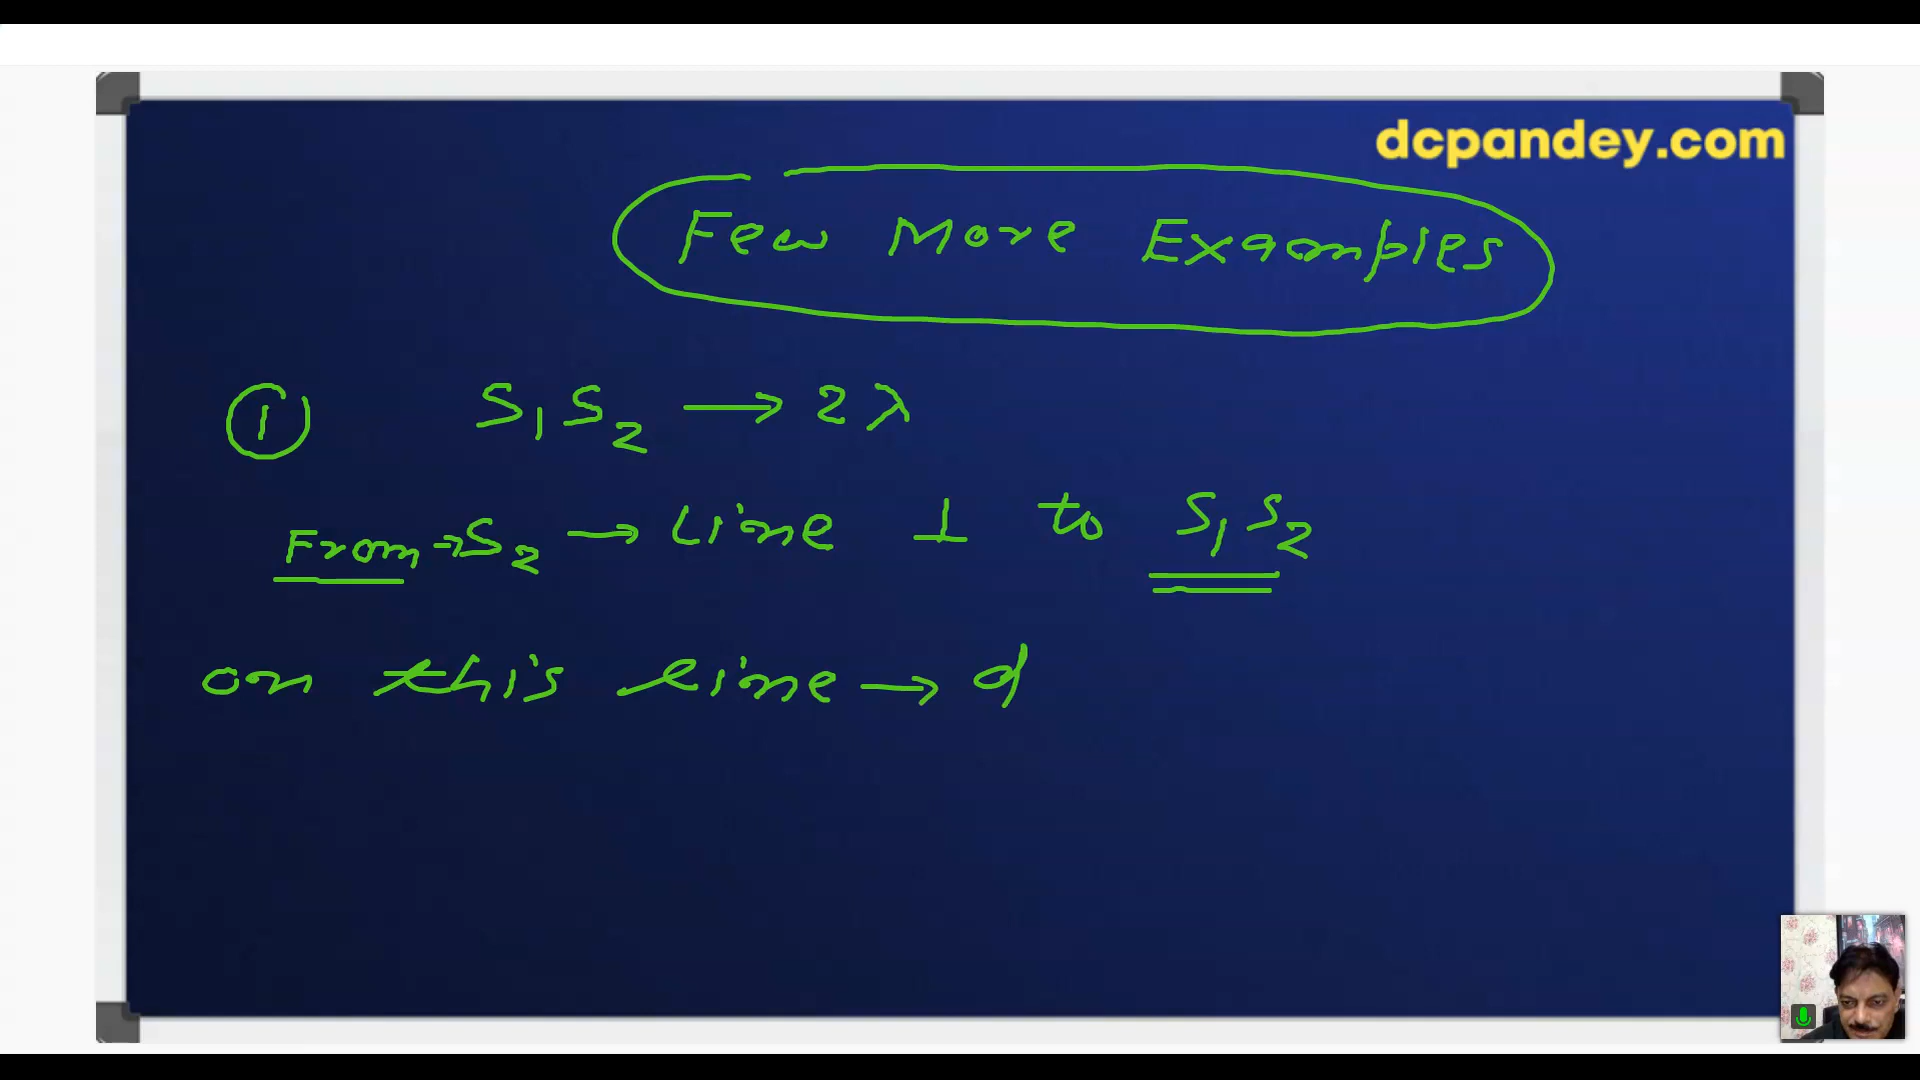 dcpandey.com
Few More Examples
1 S₁S₂ → 2λ
From → S₂ → Line ⊥ to S₁S₂
on this line → d